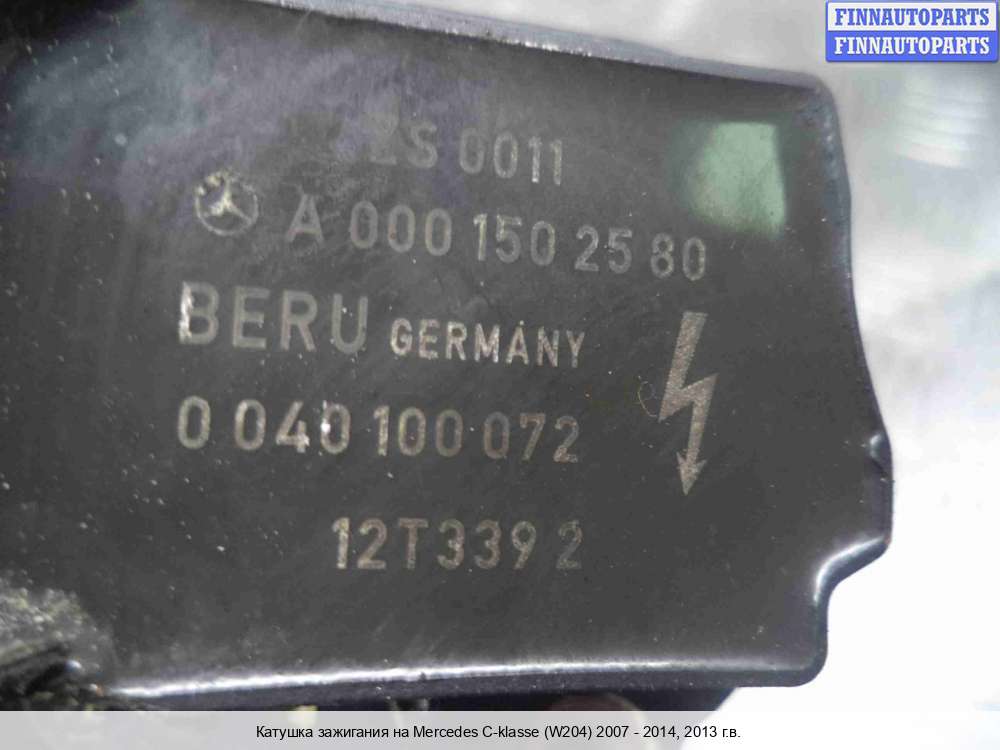 FINNAUTOPARTS
FINNAUTOPARTS
0011
A 000 150 25 80
BERU GERMANY
0 040 100 072
12T339 2
Катушка зажигания на Mercedes C-klasse (W204) 2007 - 2014, 2013 г.в.